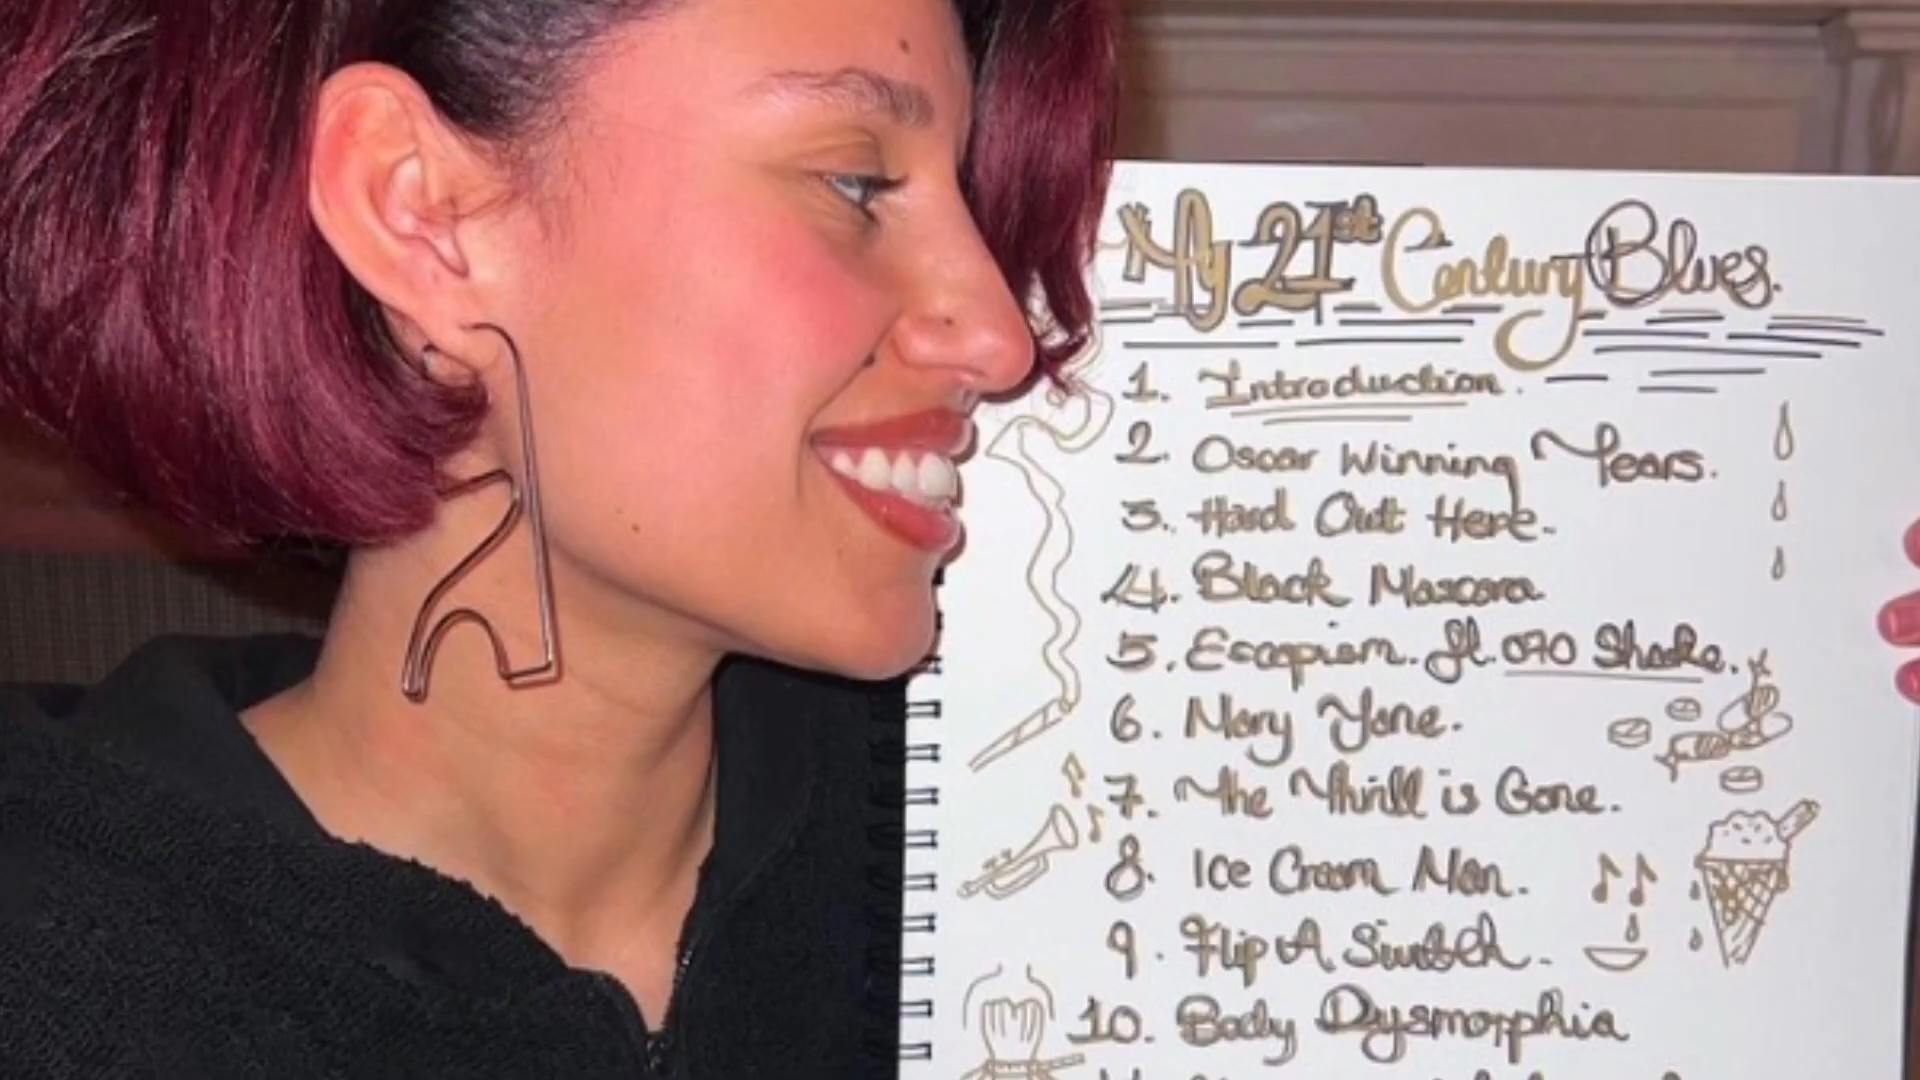 My 21st Century Blues.
1. Introduction.
2. Oscar Winning Tears.
3. Hard Out Here.
4. Black Mascara
5. Escapism. ft. 070 Shake.
6. Mary Jane.
7. The Thrill is Gone.
8. Ice Cream Man.
9. Flip A Switch.
10. Body Dysmorphia